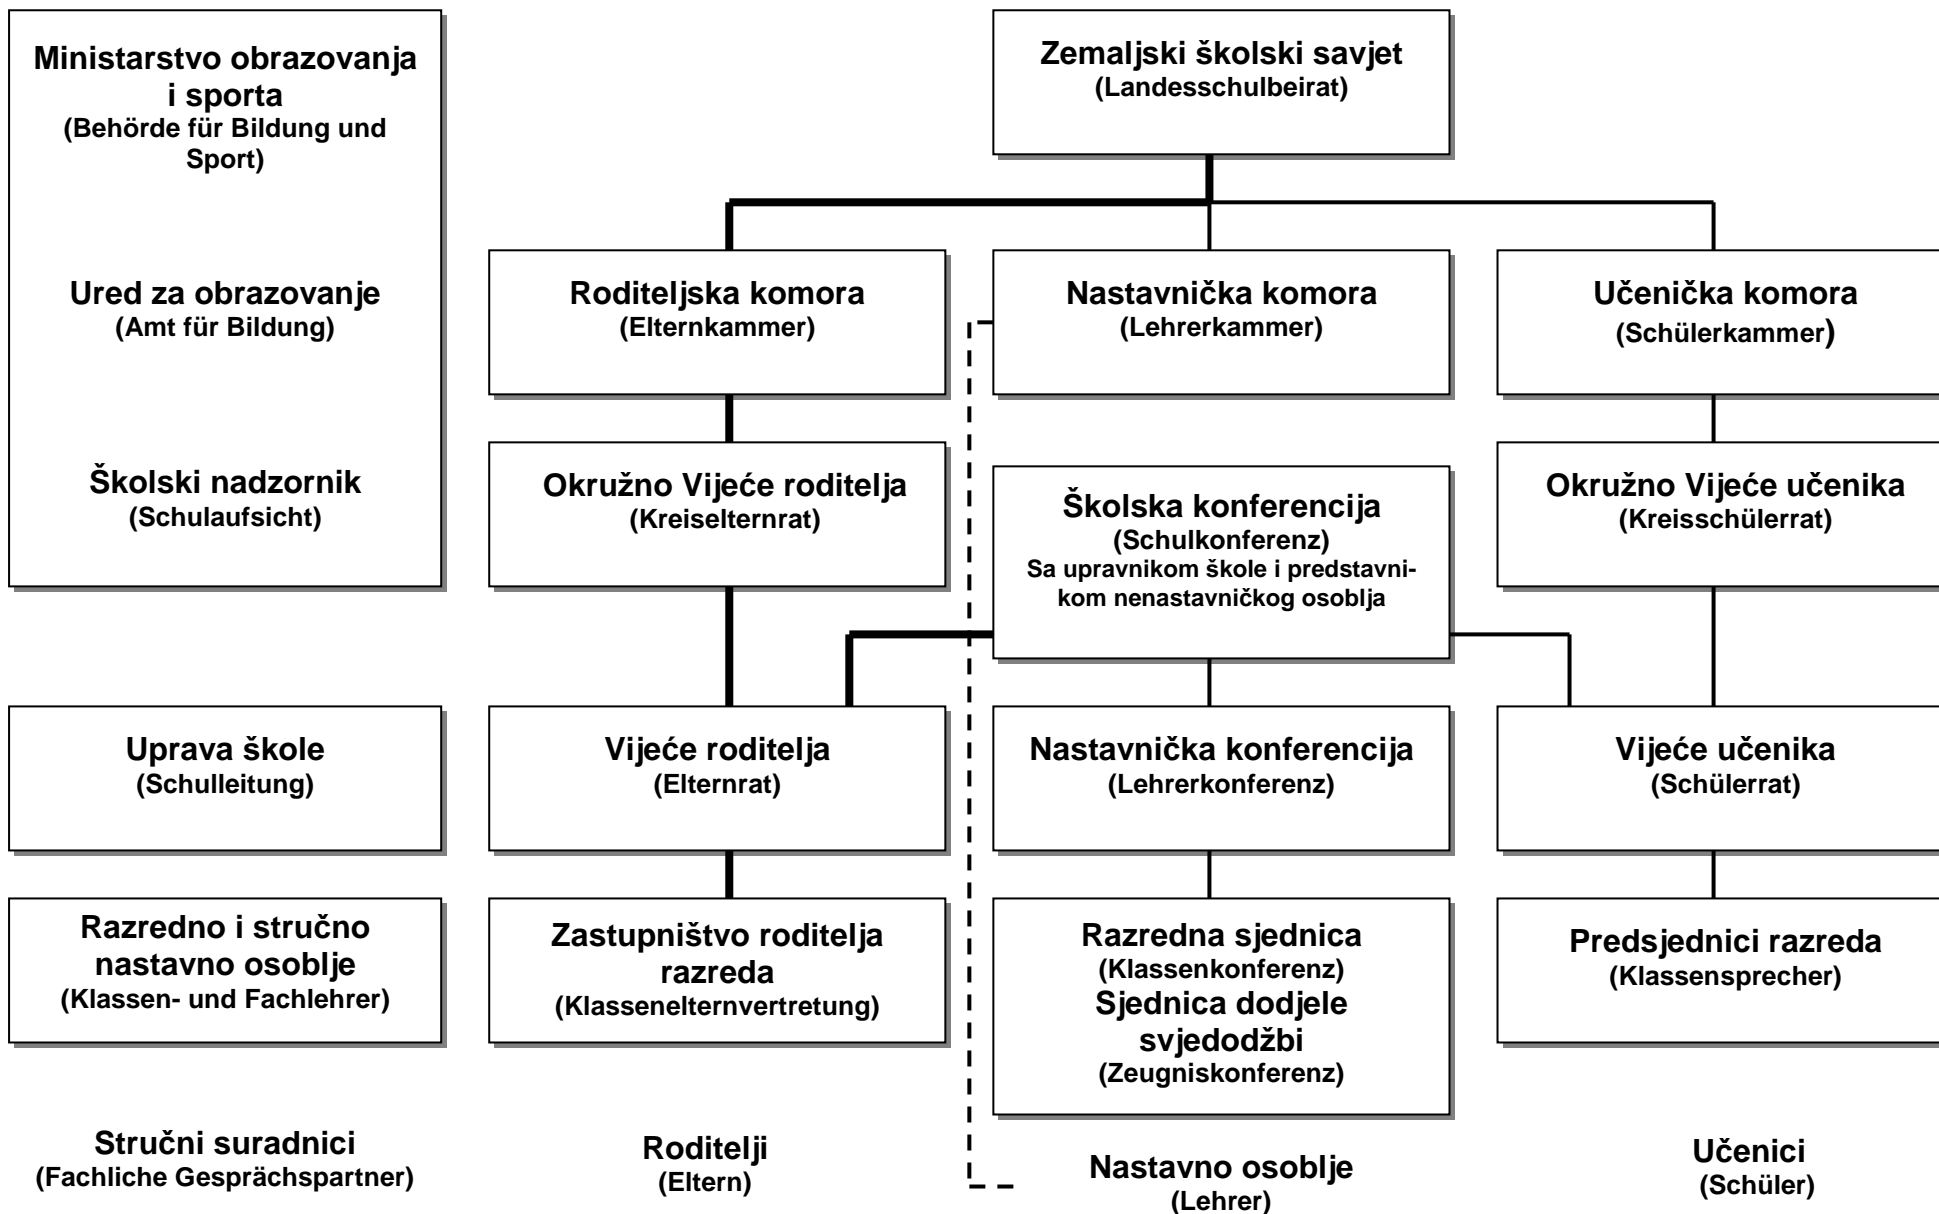 Ministarstvo obrazovanja
i sporta
(Behörde für Bildung und
Sport)
Zemaljski školski savjet
(Landesschulbeirat)
Ured za obrazovanje
(Amt für Bildung)
Roditeljska komora
(Elternkammer)
Nastavnička komora
(Lehrerkammer)
Učenička komora
(Schülerkammer)
Školski nadzornik
(Schulaufsicht)
Okružno Vijeće roditelja
(Kreiselternrat)
Školska konferencija
(Schulkonferenz)
Sa upravnikom škole i predstavni-
kom nenastavničkog osoblja
Okružno Vijeće učenika
(Kreisschülerrat)
Uprava škole
(Schulleitung)
Vijeće roditelja
(Elternrat)
Nastavnička konferencija
(Lehrerkonferenz)
Vijeće učenika
(Schülerrat)
Razredno i stručno
nastavno osoblje
(Klassen- und Fachlehrer)
Zastupništvo roditelja
razreda
(Klassenelternvertretung)
Razredna sjednica
(Klassenkonferenz)
Sjednica dodjele
svjedodžbi
(Zeugniskonferenz)
Predsjednici razreda
(Klassensprecher)
Stručni suradnici
(Fachliche Gesprächspartner)
Roditelji
(Eltern)
Nastavno osoblje
(Lehrer)
Učenici
(Schüler)